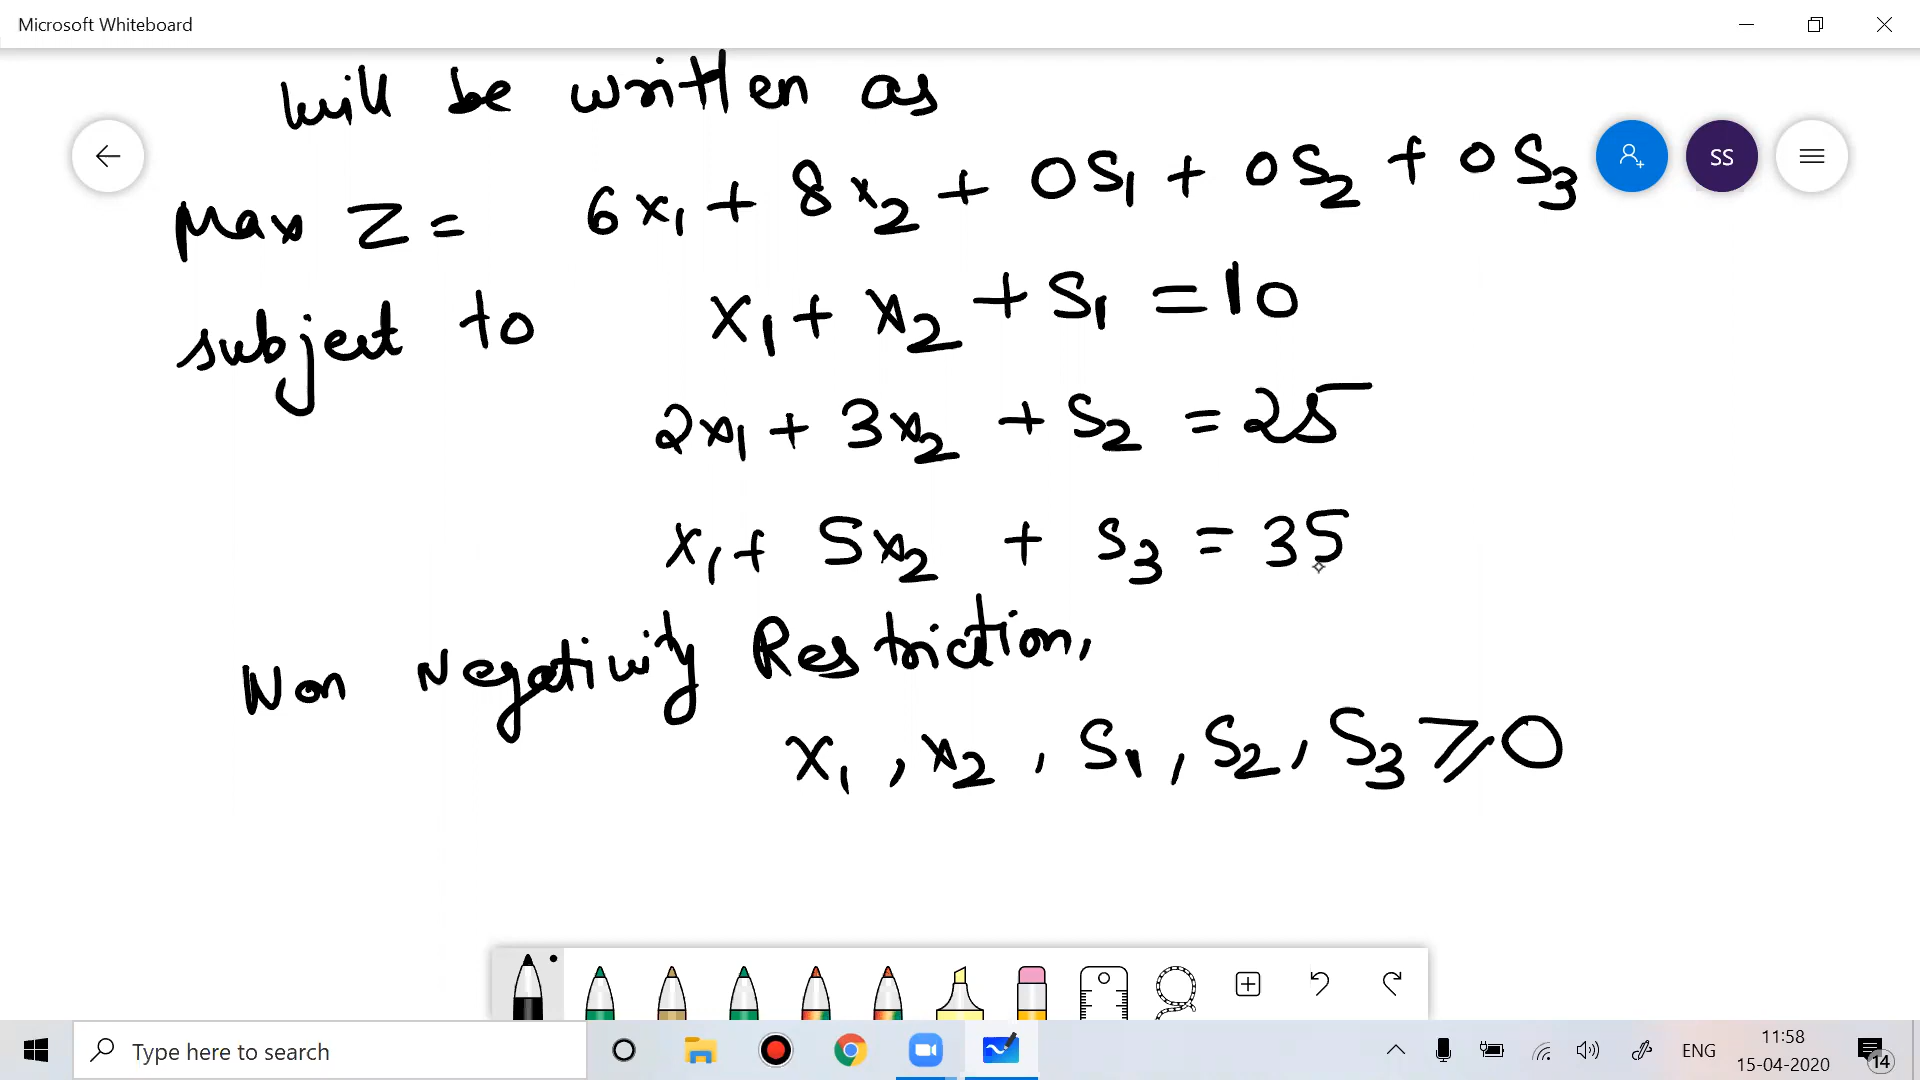 Microsoft Whiteboard
will be written as
SS
Max Z = 6x₁ + 8x₂ + 0S₁ + 0S₂ + 0S₃
subject to x₁ + x₂ + S₁ = 10
2x₁ + 3x₂ + S₂ = 25
x₁ + 5x₂ + S₃ = 35
Non Negativity Restriction,
x₁, x₂, S₁, S₂, S₃ ≥ 0
Type here to search
ENG
11:58
15-04-2020
14